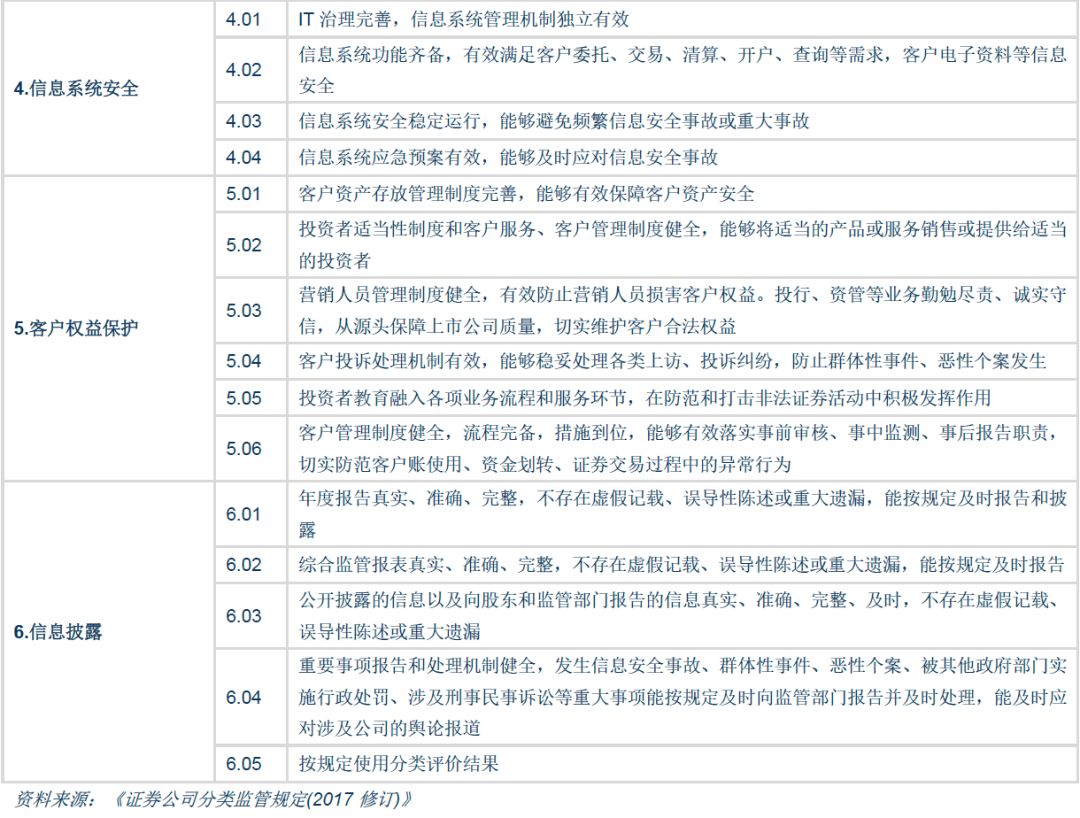 4.信息系统安全
4.01 IT 治理完善，信息系统管理机制独立有效
4.02 信息系统功能齐备，有效满足客户委托、交易、清算、开户、查询等需求，客户电子资料等信息
安全
4.03 信息系统安全稳定运行，能够避免频繁信息安全事故或重大事故
4.04 信息系统应急预案有效，能够及时应对信息安全事故
5.客户权益保护
5.01 客户资产存放管理制度完善，能够有效保障客户资产安全
5.02 投资者适当性制度和客户服务、客户管理制度健全，能够将适当的产品或服务销售或提供给适当
的投资者
5.03 营销人员管理制度健全，有效防止营销人员损害客户权益。投行、资管等业务勤勉尽责、诚实守
信，从源头保障上市公司质量，切实维护客户合法权益
5.04 客户投诉处理机制有效，能够稳妥处理各类上访、投诉纠纷，防止群体性事件、恶性个案发生
5.05 投资者教育融入各项业务流程和服务环节，在防范和打击非法证券活动中积极发挥作用
5.06 客户管理制度健全，流程完备，措施到位，能够有效落实事前审核、事中监测、事后报告职责，
切实防范客户账使用、资金划转、证券交易过程中的异常行为
6.信息披露
6.01 年度报告真实、准确、完整，不存在虚假记载、误导性陈述或重大遗漏，能按规定及时报告和披
露
6.02 综合监管报表真实、准确、完整，不存在虚假记载、误导性陈述或重大遗漏，能按规定及时报告
6.03 公开披露的信息以及向股东和监管部门报告的信息真实、准确、完整、及时，不存在虚假记载、
误导性陈述或重大遗漏
6.04 重要事项报告和处理机制健全，发生信息安全事故、群体性事件、恶性个案、被其他政府部门实
施行政处罚、涉及刑事民事诉讼等重大事项能按规定及时向监管部门报告并及时处理，能及时应
对涉及公司的舆论报道
6.05 按规定使用分类评价结果
资料来源：《证券公司分类监管规定(2017 修订)》